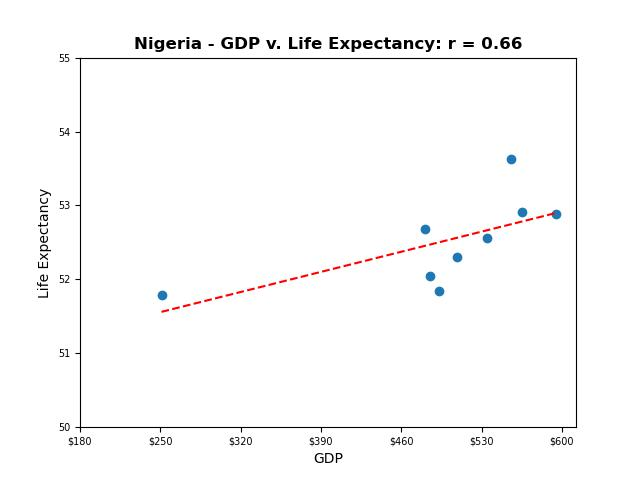 Nigeria - GDP v. Life Expectancy: r = 0.66
55
54
53
52
51
50
Life Expectancy
$180 $250 $320 $390 $460 $530 $600
GDP